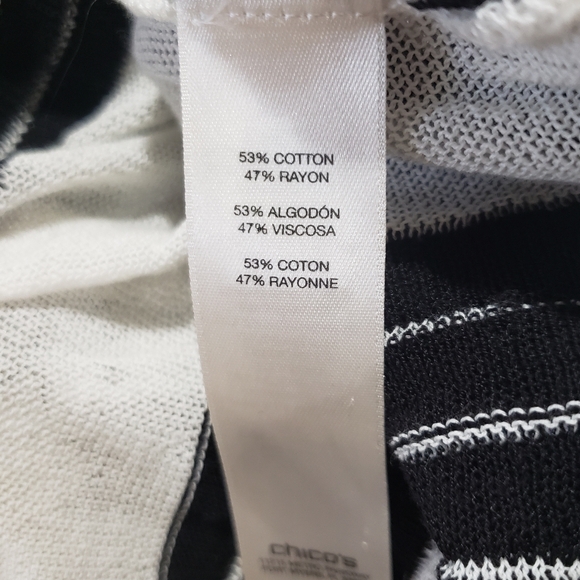 53% COTTON
47% RAYON
53% ALGODÓN
47% VISCOSA
53% COTON
47% RAYONNE
chico's